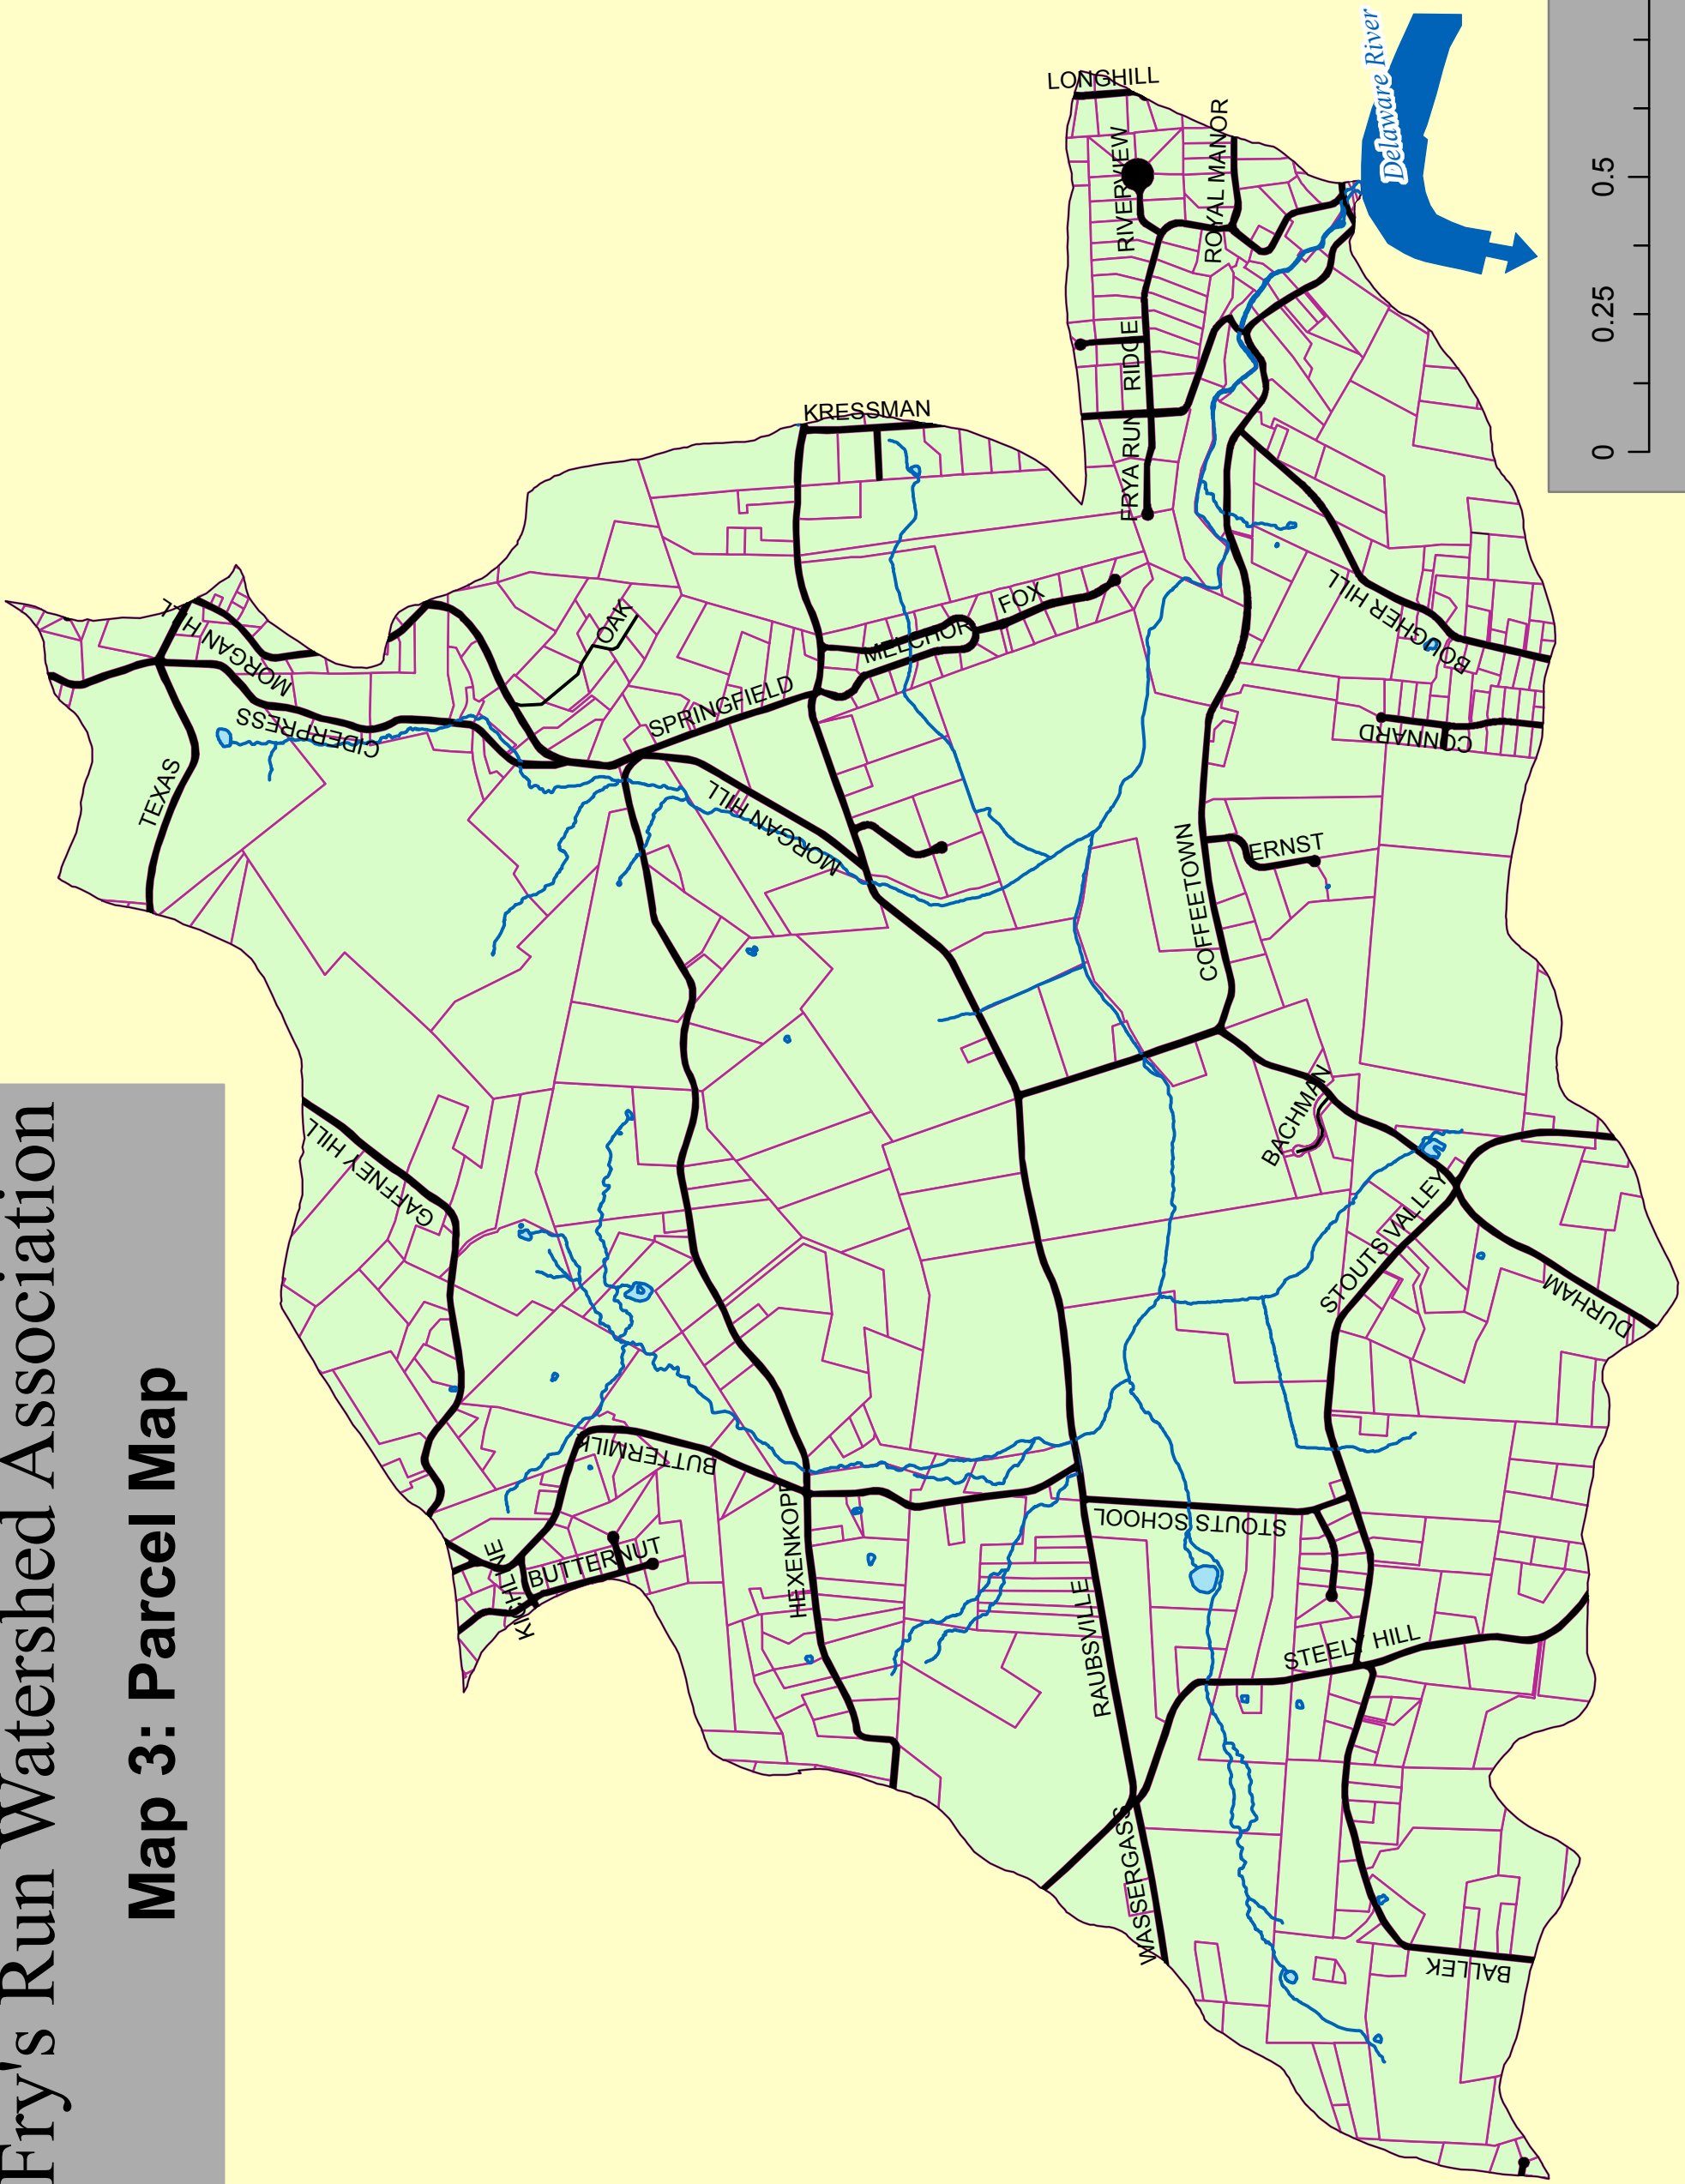 Fry's Run Watershed Association
Map 3: Parcel Map
TEXAS
MORGAN HILL
CIDERPRESS
OAK
SPRINGFIELD
MORGAN HILL
KRESSMAN
MELCHOR
FOX
LONGHILL
RIVERVIEW
ROYAL MANOR
FRYA RUN RIDGE
Delaware River
BOUGHER HILL
CONNARD
COFFEETOWN
ERNST
BACHMAN
STOUTS VALLEY
DURHAM
GAFFNEY HILL
BUTTERMILK
KICHLINE
BUTTERNUT
HEXENKOPF
STOUTS SCHOOL
RAUBSVILLE
STEELY HILL
WASSERGASS
BALLEK
0 0.25 0.5